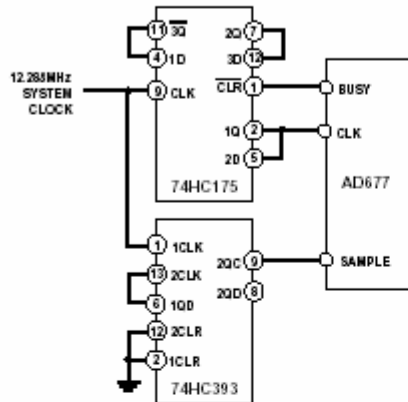 11 3Q
2Q 7
4 1D
3D 12
12.288MHz
SYSTEM
CLOCK
9 CLK
CLR 1
BUSY
1Q 2
CLK
2D 5
74HC175
AD677
1 1CLK
13 2CLK
2QC 9
SAMPLE
6 1QD
2QD 8
12 2CLR
2 1CLR
74HC393